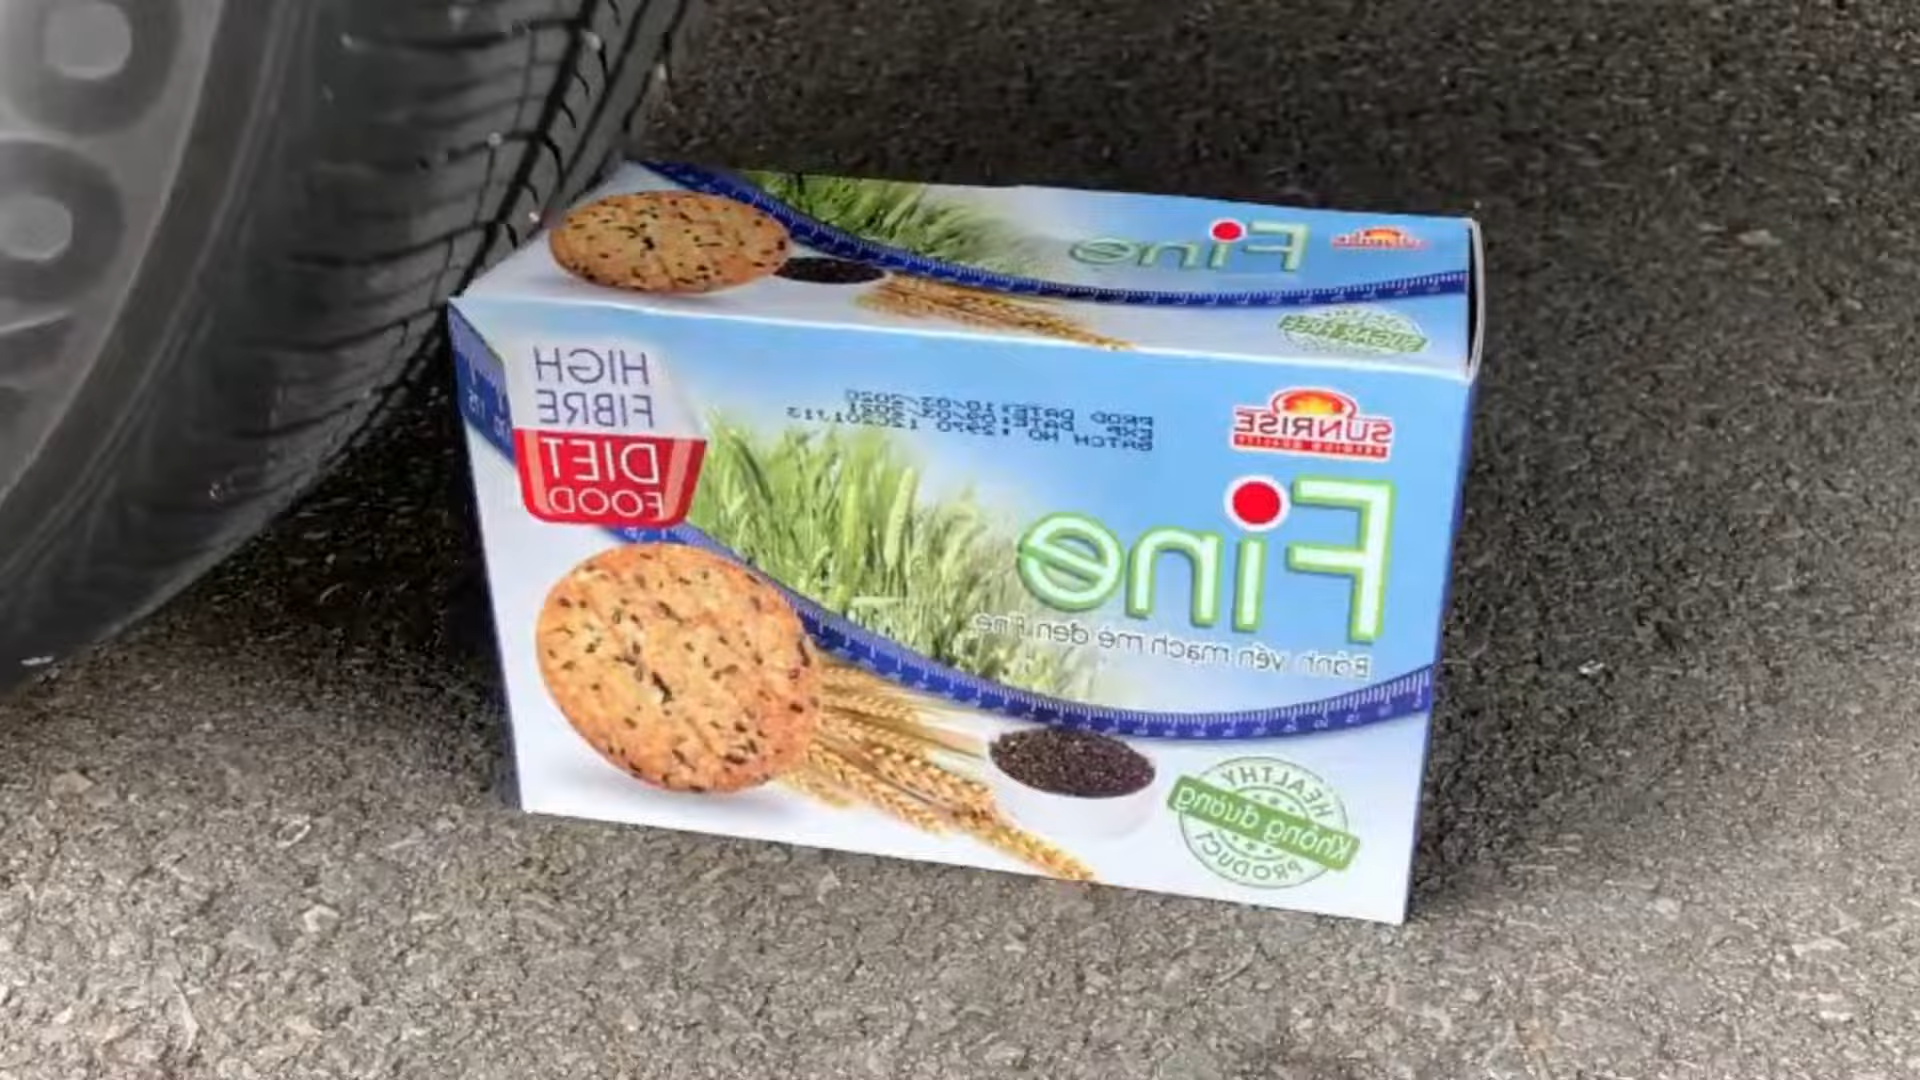 Fine
HIGH
FIBRE
DIET
FOOD
SUNRISE
Fine
Bánh yến mạch mè đen Fine
PROD DATE:
EXP DATE:
BATCH NO
HEALTHY
Không đường
PRODUCT